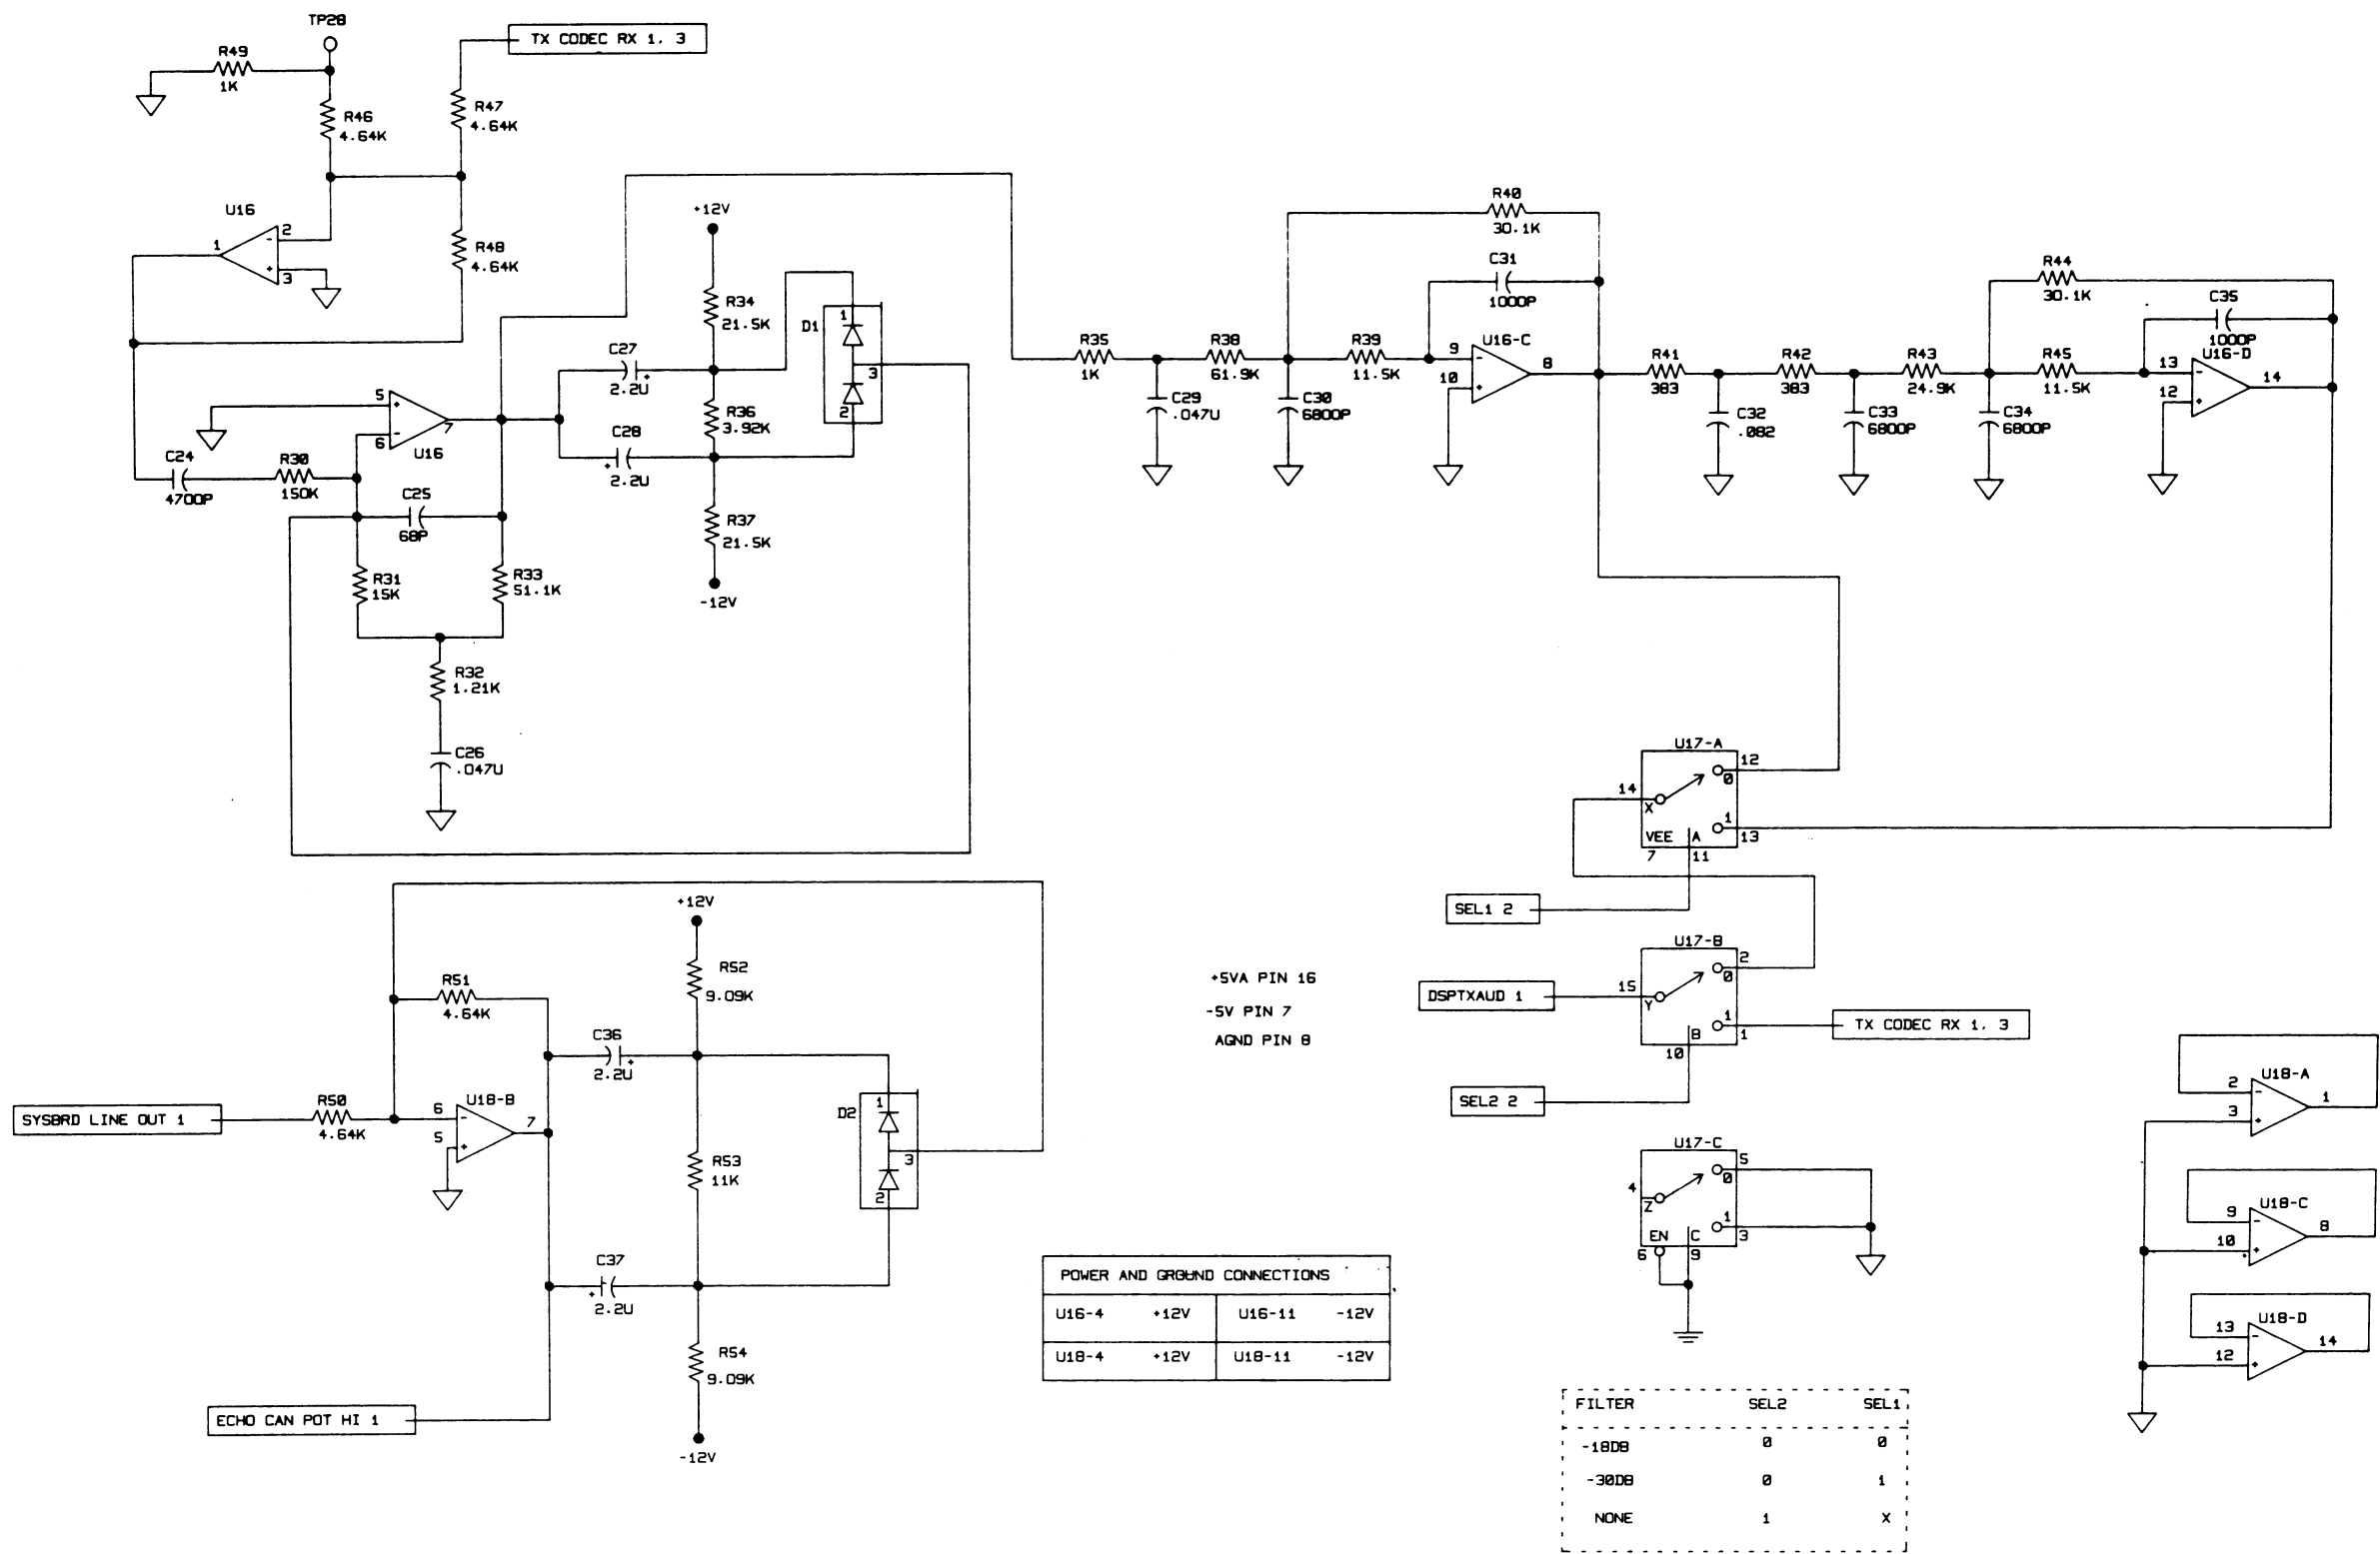 TP28
TX CODEC RX 1, 3
R49
1K
R46
4.64K
R47
4.64K
U16
2
1
3
R48
4.64K
+12V
R34
21.5K
D1
1
3
2
C27
+
2.2U
R36
3.92K
C28
+
2.2U
R37
21.5K
-12V
5
6
7
U16
C24
4700P
R30
150K
C25
68P
R31
15K
R33
51.1K
R32
1.21K
C26
.047U
R35
1K
C29
.047U
R38
61.9K
R40
30.1K
C31
1000P
R39
11.5K
C30
6800P
U16-C
9
10
8
R41
383
C32
.082
R42
383
C33
6800P
R43
24.9K
C34
6800P
R44
30.1K
C35
1000P
R45
11.5K
U16-D
13
12
14
U17-A
12
0
14
X
1
VEE
A
13
7
11
SEL1 2
U17-B
2
0
DSPTXAUD 1
15
Y
1
B
1
10
TX CODEC RX 1, 3
SEL2 2
U17-C
5
0
4
Z
1
EN
C
3
6
9
+5VA PIN 16
-5V PIN 7
AGND PIN 8
+12V
R52
9.09K
R51
4.64K
C36
+
2.2U
SYSBRD LINE OUT 1
R50
4.64K
U18-B
6
5
7
D2
1
3
2
R53
11K
C37
+
2.2U
R54
9.09K
-12V
ECHO CAN POT HI 1
POWER AND GROUND CONNECTIONS
U16-4 +12V U16-11 -12V
U18-4 +12V U18-11 -12V
U18-A
2
3
1
U18-C
9
10
8
U18-D
13
12
14
FILTER SEL2 SEL1
-18DB 0 0
-30DB 0 1
NONE 1 X